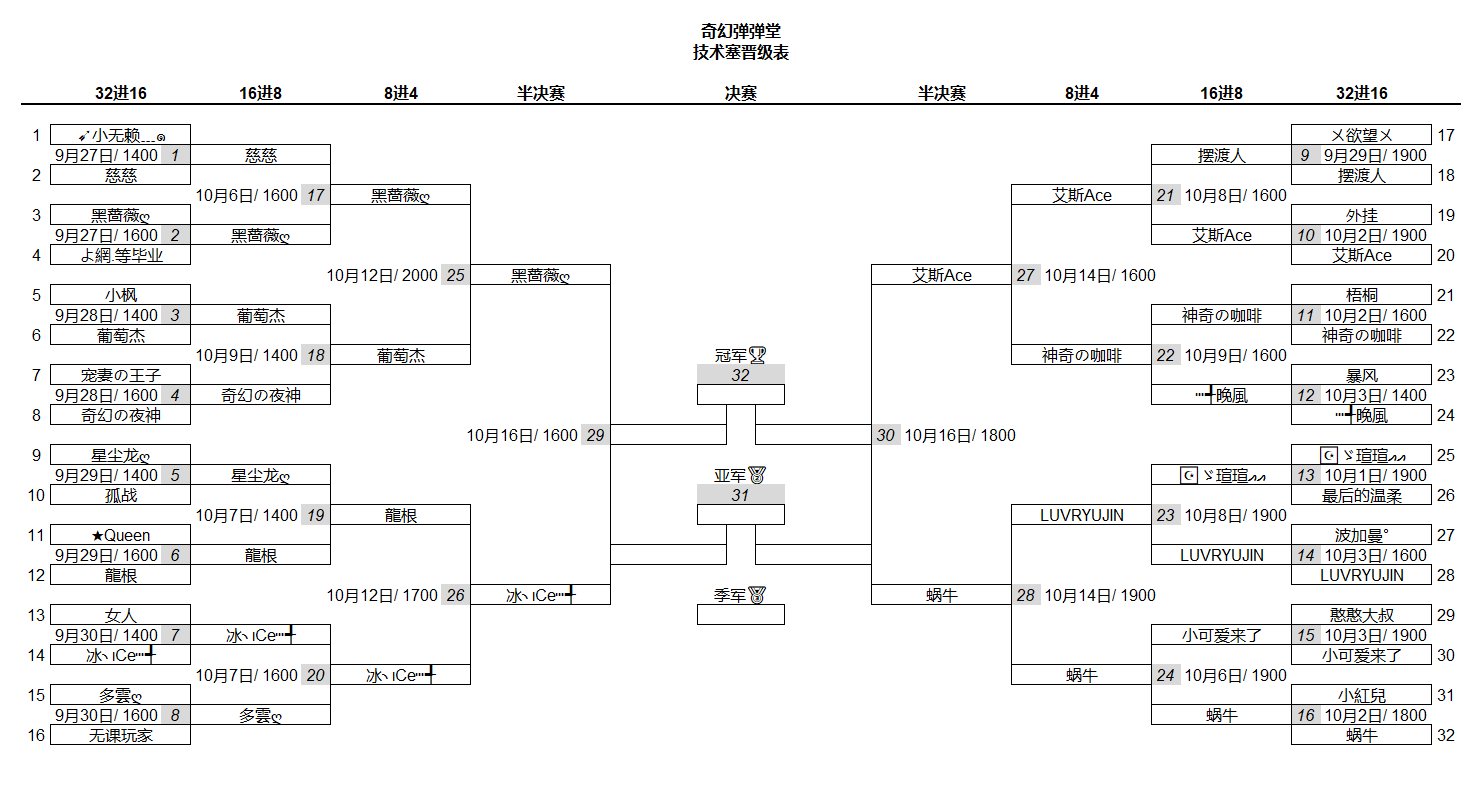 奇幻弹弹堂
技术塞晋级表
32进16 16进8 8进4 半决赛 决赛 半决赛 8进4 16进8 32进16
1 ➶小无赖﹍๑ メ欲望メ 17
9月27日/ 1400 1 慈慈 摆渡人 9 9月29日/ 1900
2 慈慈 摆渡人 18
10月6日/ 1600 17 黑蔷薇ღ 艾斯Ace 21 10月8日/ 1600
3 黑蔷薇ღ 外挂 19
9月27日/ 1600 2 黑蔷薇ღ 艾斯Ace 10 10月2日/ 1900
4 よ網.等毕业 艾斯Ace 20
10月12日/ 2000 25 黑蔷薇ღ 艾斯Ace 27 10月14日/ 1600
5 小枫 梧桐 21
9月28日/ 1400 3 葡萄杰 神奇の咖啡 11 10月2日/ 1600
6 葡萄杰 神奇の咖啡 22
10月9日/ 1400 18 葡萄杰 冠军🏆 神奇の咖啡 22 10月9日/ 1600
7 宠妻の王子 32 暴风 23
9月28日/ 1600 4 奇幻の夜神 ┉╃晚風 12 10月3日/ 1400
8 奇幻の夜神 ┉╃晚風 24
10月16日/ 1600 29 30 10月16日/ 1800
9 星尘龙ღ ☪ゞ瑄瑄ᨒ 25
9月29日/ 1400 5 星尘龙ღ 亚军🥈 ☪ゞ瑄瑄ᨒ 13 10月1日/ 1900
10 孤战 31 最后的温柔 26
10月7日/ 1400 19 龍根 LUVRYUJIN 23 10月8日/ 1900
11 ★Queen 波加曼° 27
9月29日/ 1600 6 龍根 LUVRYUJIN 14 10月3日/ 1600
12 龍根 LUVRYUJIN 28
10月12日/ 1700 26 冰ヽıCe┉╃ 季军🥉 蜗牛 28 10月14日/ 1900
13 女人 憨憨大叔 29
9月30日/ 1400 7 冰ヽıCe┉╃ 小可爱来了 15 10月3日/ 1900
14 冰ヽıCe┉╃ 小可爱来了 30
10月7日/ 1600 20 冰ヽıCe┉╃ 蜗牛 24 10月6日/ 1900
15 多雲ღ 小紅兒 31
9月30日/ 1600 8 多雲ღ 蜗牛 16 10月2日/ 1800
16 无课玩家 蜗牛 32